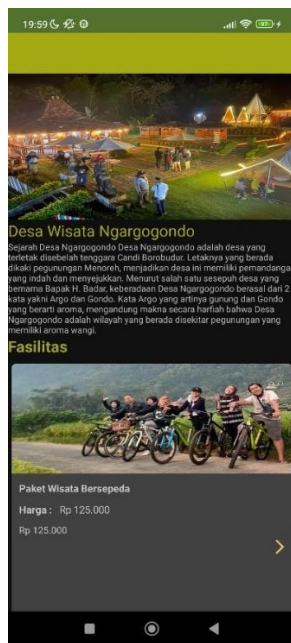 19:59
Desa Wisata Ngargogondo
Sejarah Desa Ngargogondo Desa Ngargogondo adalah desa yang
terletak disebelah tenggara Candi Borobudur. Letaknya yang berada
dikaki pegunungan Menoreh, menjadikan desa ini memiliki pemandanga
yang indah dan menyejukkan. Menurut salah satu sesepuh desa yang
bernama Bapak H. Badar, keberadaan Desa Ngargogondo berasal dari 2
kata yakni Argo dan Gondo. Kata Argo yang artinya gunung dan Gondo
yang berarti aroma, mengandung makna secara harfiah bahwa Desa
Ngargogondo adalah wilayah yang berada disekitar pegunungan yang
memiliki aroma wangi.
Fasilitas
Paket Wisata Bersepeda
Harga : Rp 125.000
Rp 125.000